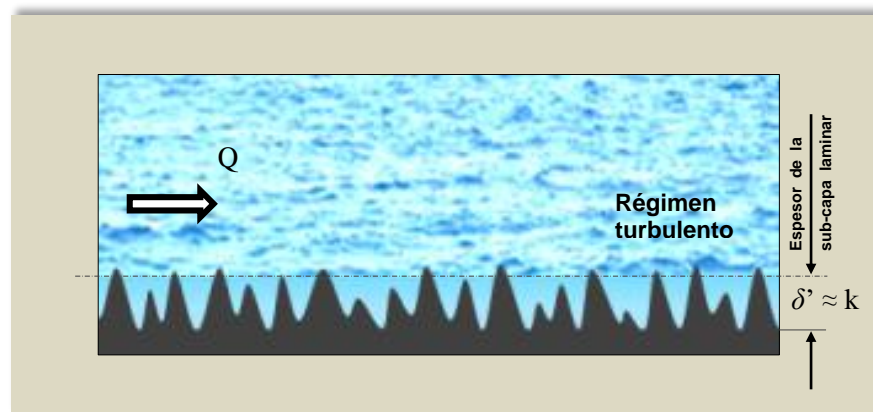 Q
Régimen
turbulento
Espesor de la
sub-capa laminar
δ’ ≈ k